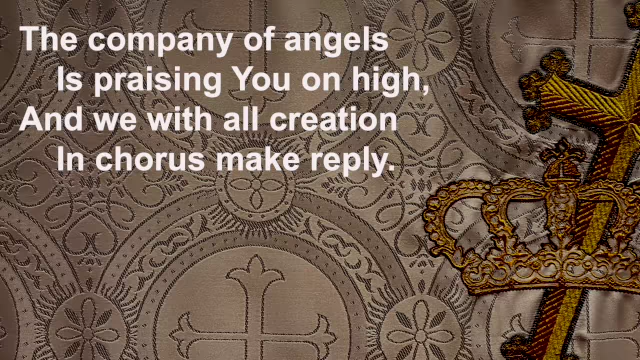 The company of angels
Is praising You on high,
And we with all creation
In chorus make reply.